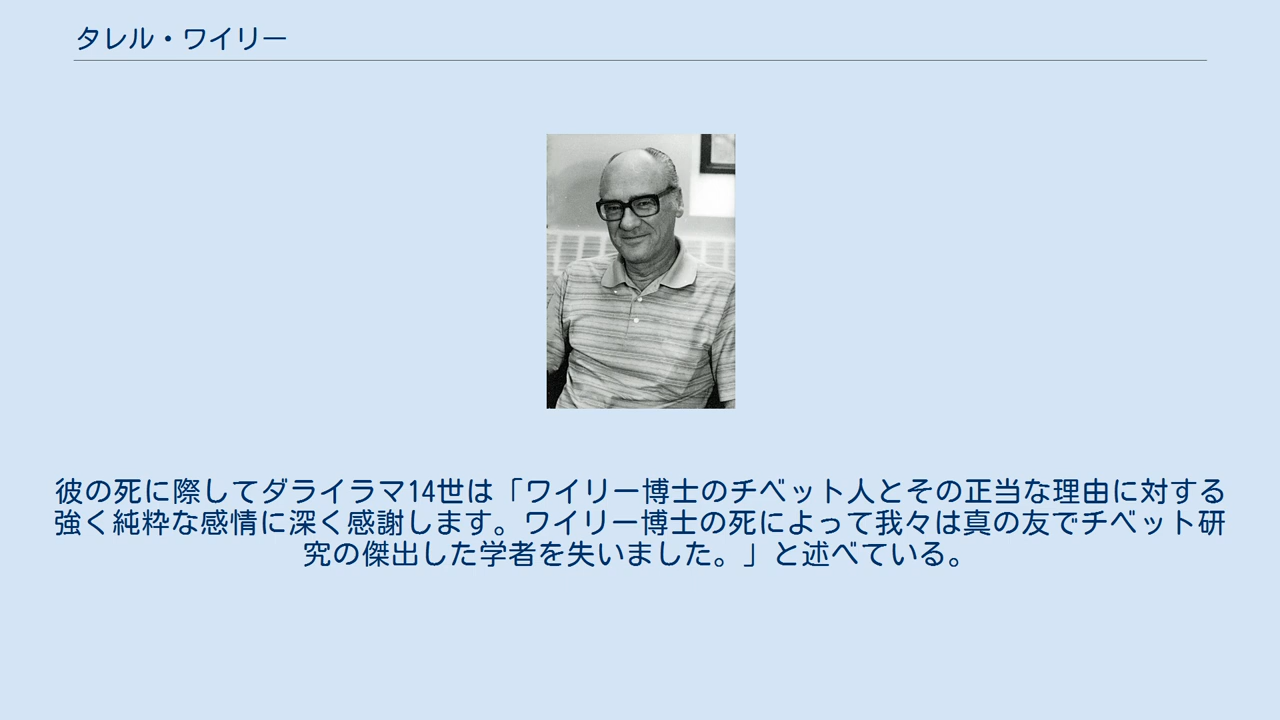 タレル・ワイリー
彼の死に際してダライラマ14世は「ワイリー博士のチベット人とその正当な理由に対する
強く純粋な感情に深く感謝します。ワイリー博士の死によって我々は真の友でチベット研
究の傑出した学者を失いました。」と述べている。